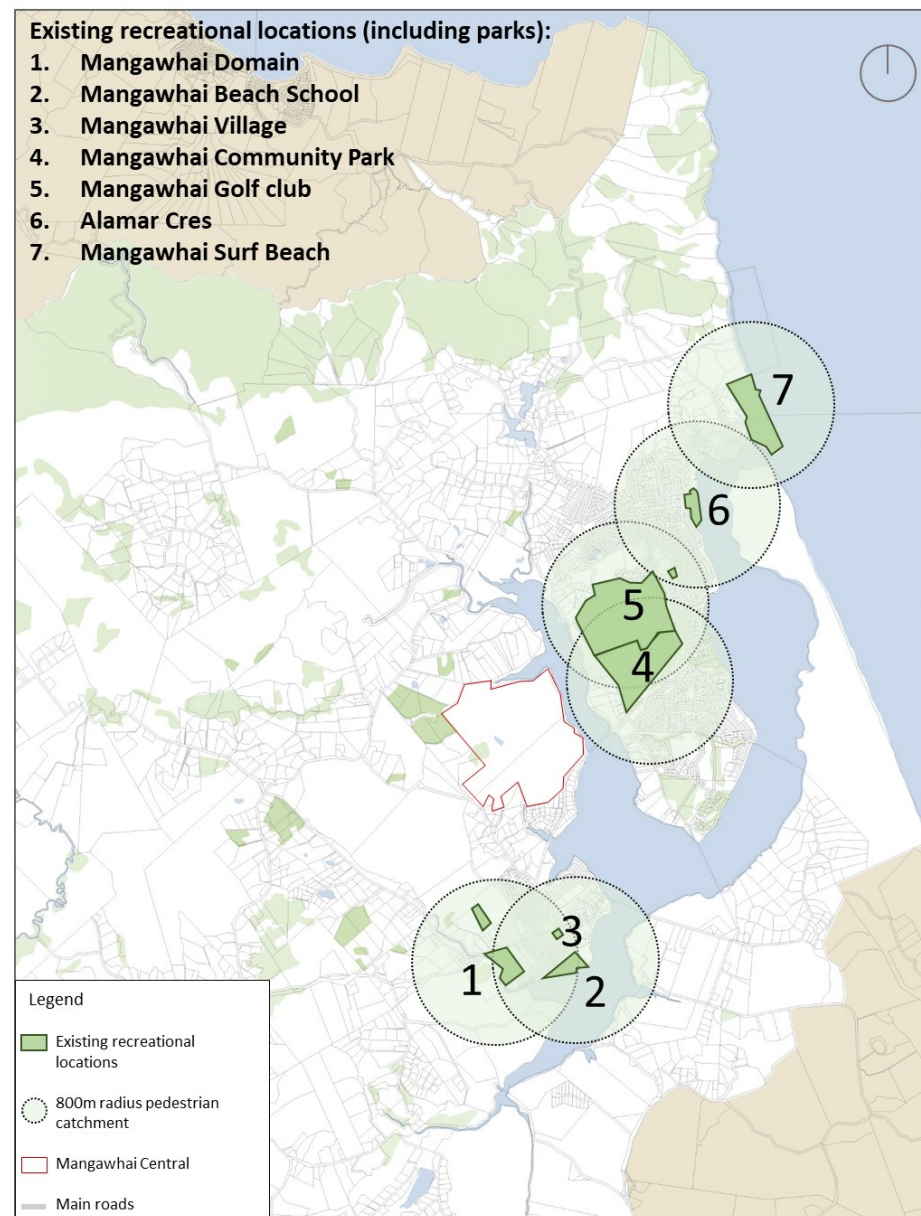 Existing recreational locations (including parks):
1. Mangawhai Domain
2. Mangawhai Beach School
3. Mangawhai Village
4. Mangawhai Community Park
5. Mangawhai Golf club
6. Alamar Cres
7. Mangawhai Surf Beach
7
6
5
4
3
1
2
Legend
Existing recreational
locations
800m radius pedestrian
catchment
Mangawhai Central
Main roads